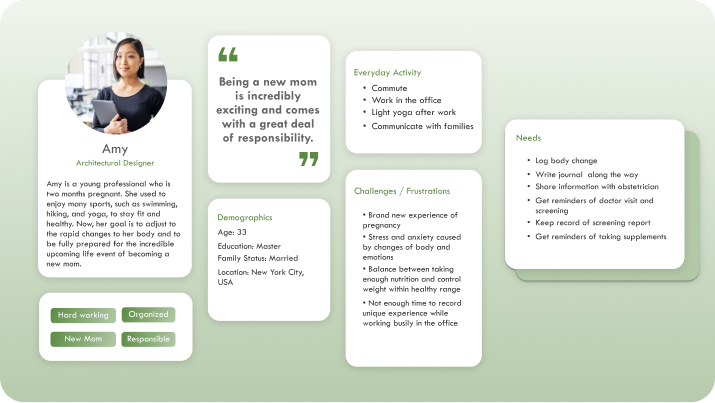 Amy
Architectural Designer
Amy is a young professional who is
two months pregnant. She used to
enjoy many sports, such as swimming,
hiking, and yoga, to stay fit and
healthy. Now, her goal is to adjust to
the rapid changes to her body and to
be fully prepared for the incredible
upcoming life event of becoming a
new mom.
Hard working
Organized
New Mom
Responsible
“
Being a new mom
is incredibly
exciting and comes
with a great deal
of responsibility.
”
Demographics
Age: 33
Education: Master
Family Status: Married
Location: New York City,
USA
Everyday Activity
• Commute
• Work in the office
• Light yoga after work
• Communicate with families
Challenges / Frustrations
• Brand new experience of
pregnancy
• Stress and anxiety caused
by changes of body and
emotions
• Balance between taking
enough nutrition and control
weight within healthy range
• Not enough time to record
unique experience while
working busily in the office
Needs
• Log body change
• Write journal along the way
• Share information with obstetrician
• Get reminders of doctor visit and
screening
• Keep record of screening report
• Get reminders of taking supplements